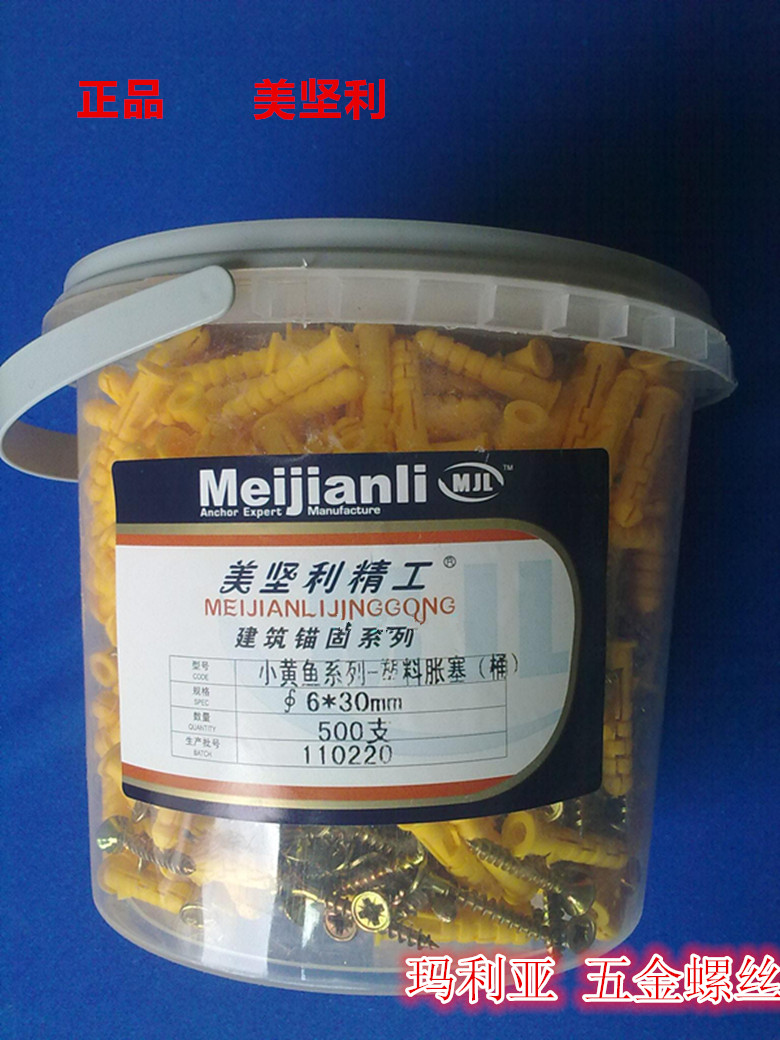 正品 美坚利
Meijianli MJL™
Anchor Expert Manufacture
美坚利精工®
MEIJIANLIJINGGONG
建筑锚固系列
型号 CODE 小黄鱼系列-塑料胀塞（桶）
规格 SPEC ∮6*30mm
数量 QUANTITY 500支
生产批号 BATCH 110220
玛利亚 五金螺丝